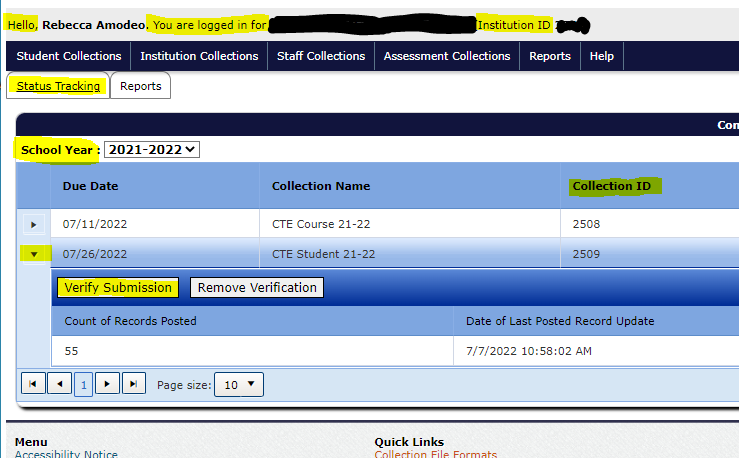 Hello, Rebecca Amodeo. You are logged in for Institution ID
Student Collections Institution Collections Staff Collections Assessment Collections Reports Help
Status Tracking Reports
Con
School Year : 2021-2022
Due Date Collection Name Collection ID
07/11/2022 CTE Course 21-22 2508
07/26/2022 CTE Student 21-22 2509
Verify Submission Remove Verification
Count of Records Posted Date of Last Posted Record Update
55 7/7/2022 10:58:02 AM
1 Page size: 10
Menu Quick Links
Accessibility Notice Collection File Formats